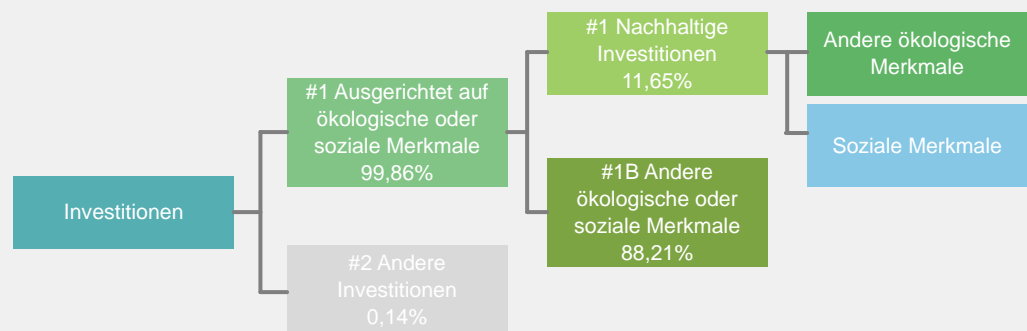 Investitionen
#1 Ausgerichtet auf
ökologische oder
soziale Merkmale
99,86%
#2 Andere
Investitionen
0,14%
#1 Nachhaltige
Investitionen
11,65%
#1B Andere
ökologische oder
soziale Merkmale
88,21%
Andere ökologische
Merkmale
Soziale Merkmale